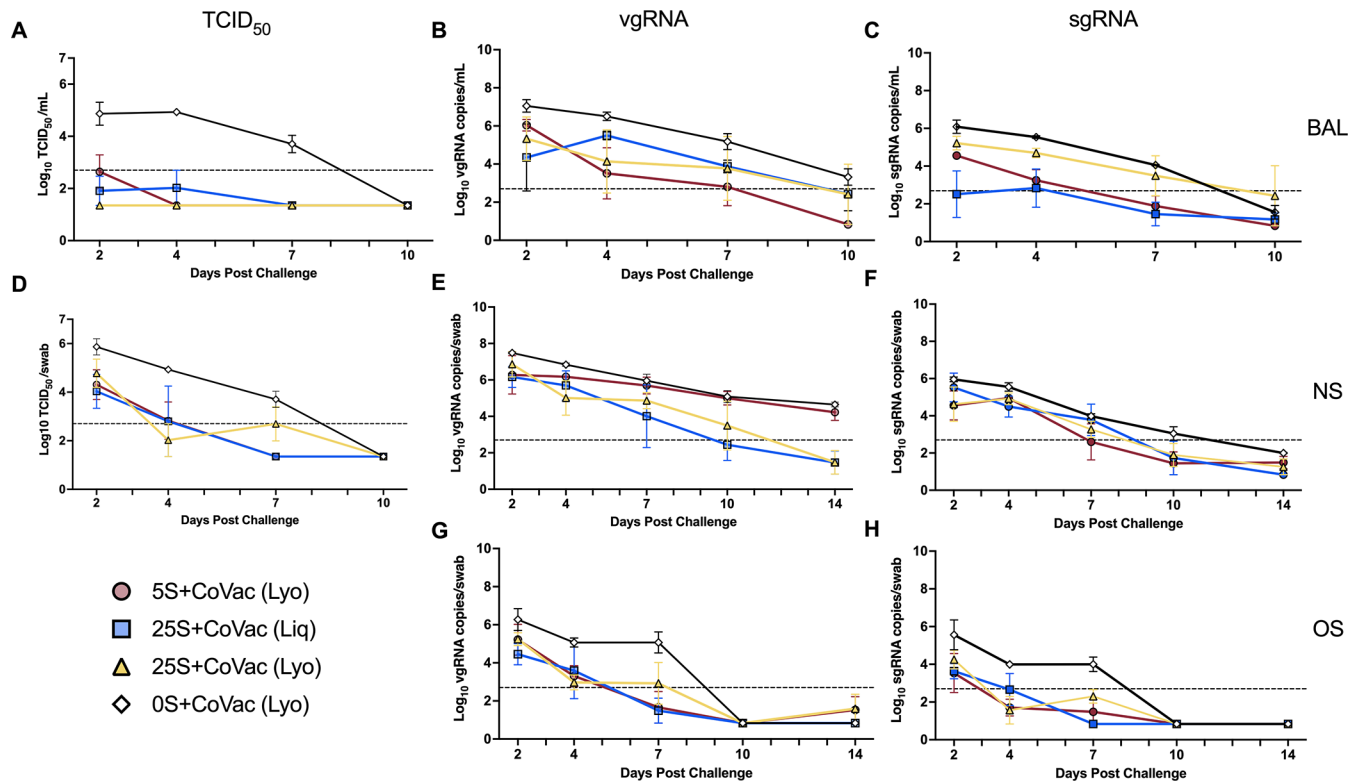 TCID50 vgRNA sgRNA
A B C
Log10 TCID50/mL
7
6
4
2
0
2 4 7 10
Days Post Challenge
Log10 vgRNA copies/mL
10
8
6
4
2
0
2 4 7 10
Days Post Challenge
Log10 sgRNA copies/mL
10
8
6
4
2
0
2 4 7 10
Days Post Challenge
BAL
D E F
Log10 TCID50/swab
7
6
4
2
0
2 4 7 10
Days Post Challenge
Log10 vgRNA copies/swab
10
8
6
4
2
0
2 4 7 10 14
Days Post Challenge
Log10 sgRNA copies/swab
10
8
6
4
2
0
2 4 7 10 14
Days Post Challenge
NS
5S+CoVac (Lyo)
25S+CoVac (Liq)
25S+CoVac (Lyo)
0S+CoVac (Lyo)
G H
Log10 vgRNA copies/swab
10
8
6
4
2
0
2 4 7 10 14
Days Post Challenge
Log10 sgRNA copies/swab
10
8
6
4
2
0
2 4 7 10 14
Days Post Challenge
OS